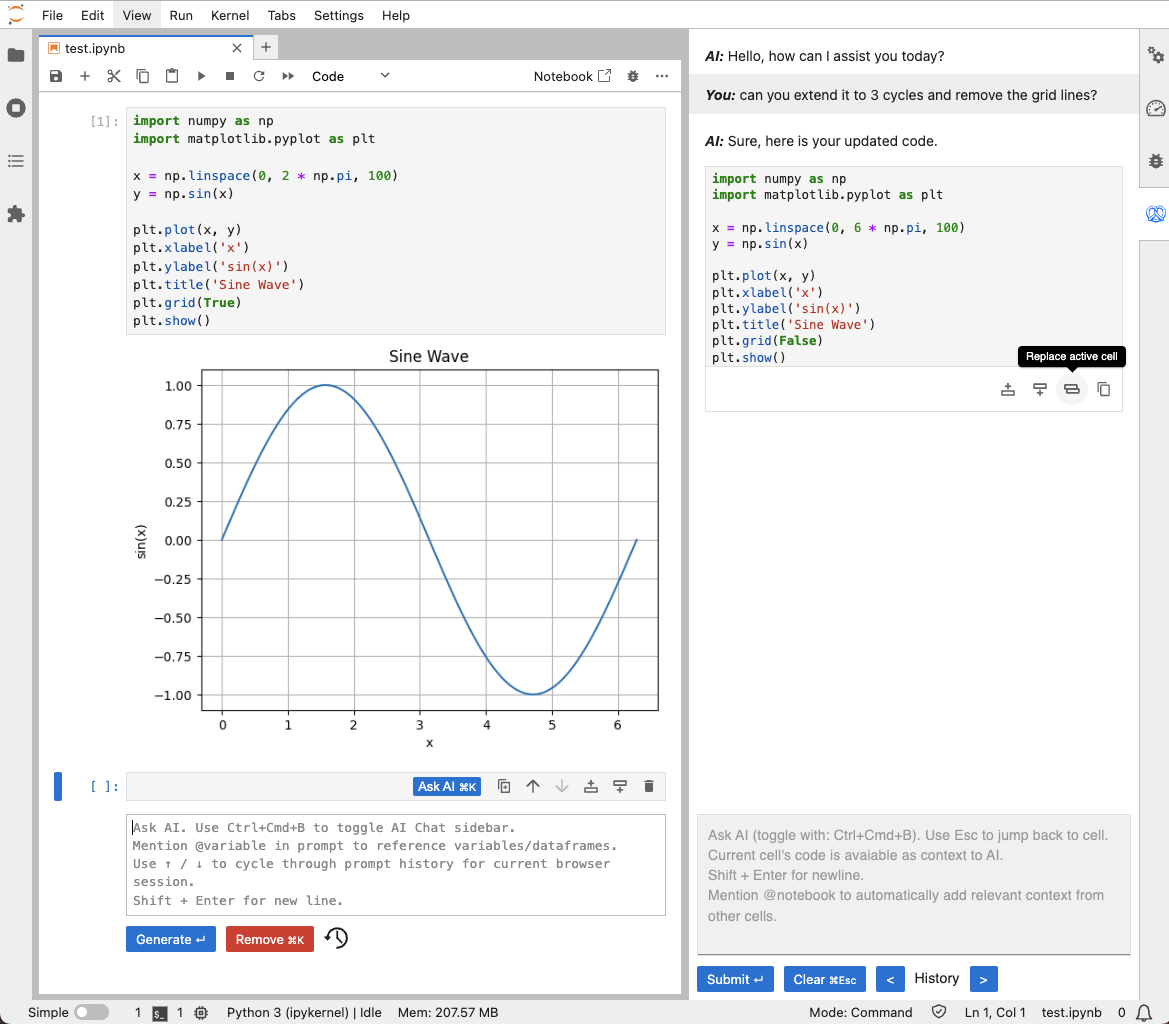 File Edit View Run Kernel Tabs Settings Help
test.ipynb
Code
Notebook
[1]:
import numpy as np
import matplotlib.pyplot as plt
x = np.linspace(0, 2 * np.pi, 100)
y = np.sin(x)
plt.plot(x, y)
plt.xlabel('x')
plt.ylabel('sin(x)')
plt.title('Sine Wave')
plt.grid(True)
plt.show()
Sine Wave
1.00
0.75
0.50
0.25
0.00
−0.25
−0.50
−0.75
−1.00
sin(x)
0 1 2 3 4 5 6
x
[ ]:
Ask AI ⌘K
Ask AI. Use Ctrl+Cmd+B to toggle AI Chat sidebar.
Mention @variable in prompt to reference variables/dataframes.
Use ↑ / ↓ to cycle through prompt history for current browser
session.
Shift + Enter for new line.
Generate ↵ Remove ⌘K
AI: Hello, how can I assist you today?
You: can you extend it to 3 cycles and remove the grid lines?
AI: Sure, here is your updated code.
import numpy as np
import matplotlib.pyplot as plt
x = np.linspace(0, 6 * np.pi, 100)
y = np.sin(x)
plt.plot(x, y)
plt.xlabel('x')
plt.ylabel('sin(x)')
plt.title('Sine Wave')
plt.grid(False)
plt.show()
Replace active cell
Ask AI (toggle with: Ctrl+Cmd+B). Use Esc to jump back to cell.
Current cell's code is avaiable as context to AI.
Shift + Enter for newline.
Mention @notebook to automatically add relevant context from
other cells.
Submit ↵ Clear ⌘Esc < History >
Simple 1 $_ 1 Python 3 (ipykernel) | Idle Mem: 207.57 MB Mode: Command Ln 1, Col 1 test.ipynb 0